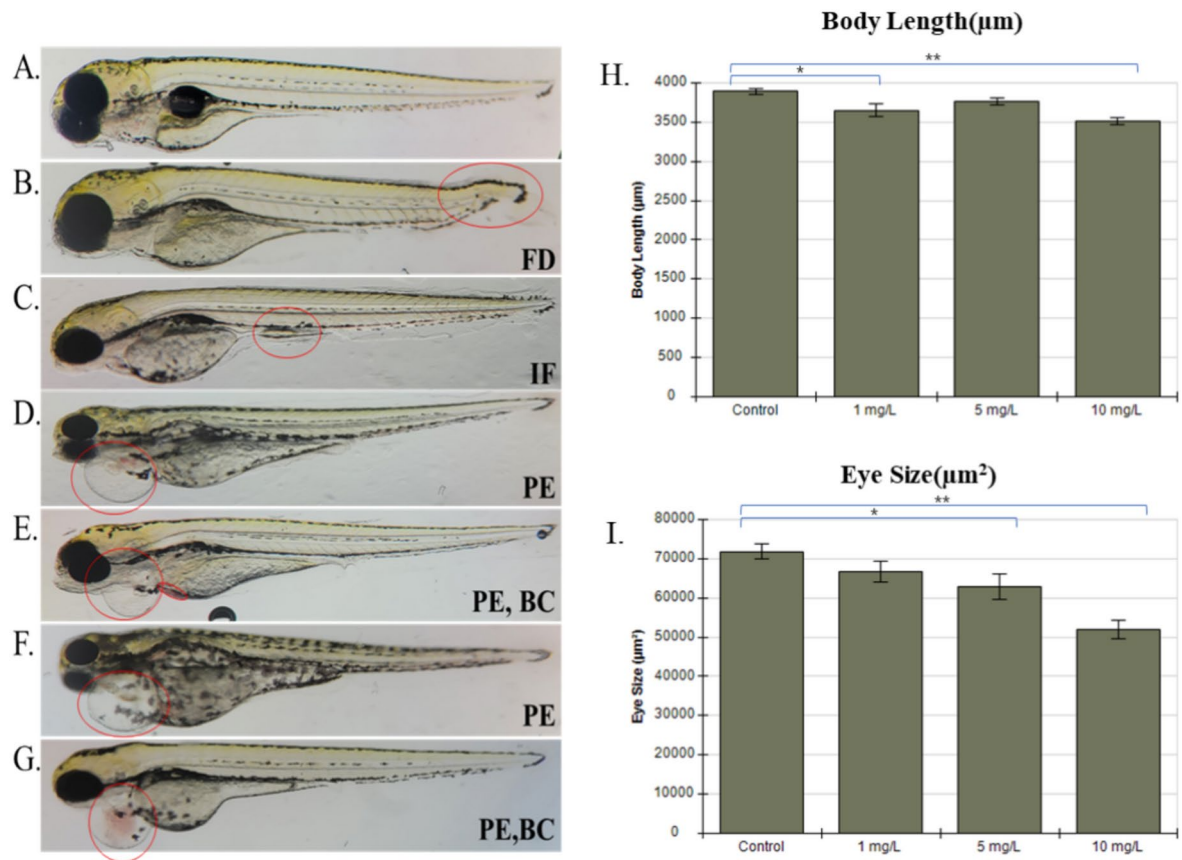 A.
B.
FD
C.
IF
D.
PE
E.
PE, BC
F.
PE
G.
PE,BC
Body Length(μm)
H.
**
*
4000
3500
3000
2500
2000
1500
1000
500
0
Body Length (μm)
Control 1 mg/L 5 mg/L 10 mg/L
Eye Size(μm²)
I.
**
*
80000
70000
60000
50000
40000
30000
20000
10000
0
Eye Size (μm²)
Control 1 mg/L 5 mg/L 10 mg/L